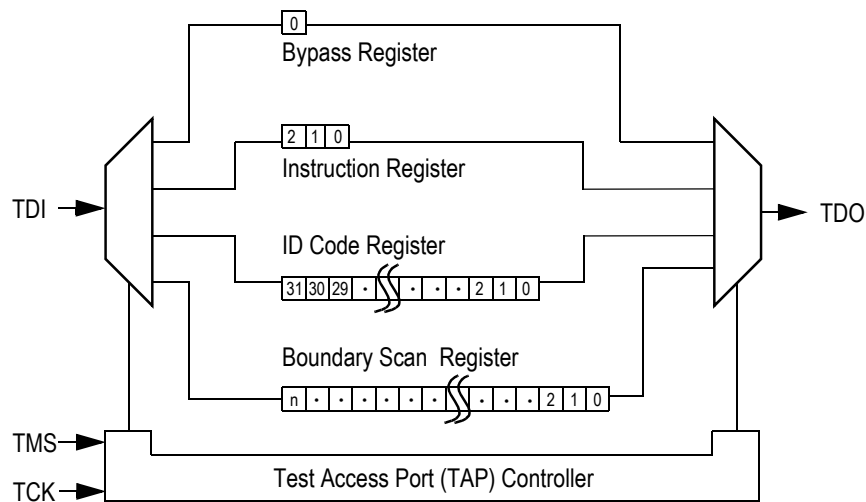 0
Bypass Register
2 1 0
Instruction Register
TDI
TDO
ID Code Register
31 30 29 · · · · 2 1 0
Boundary Scan Register
n · · · · · · · · · 2 1 0
TMS
TCK
Test Access Port (TAP) Controller